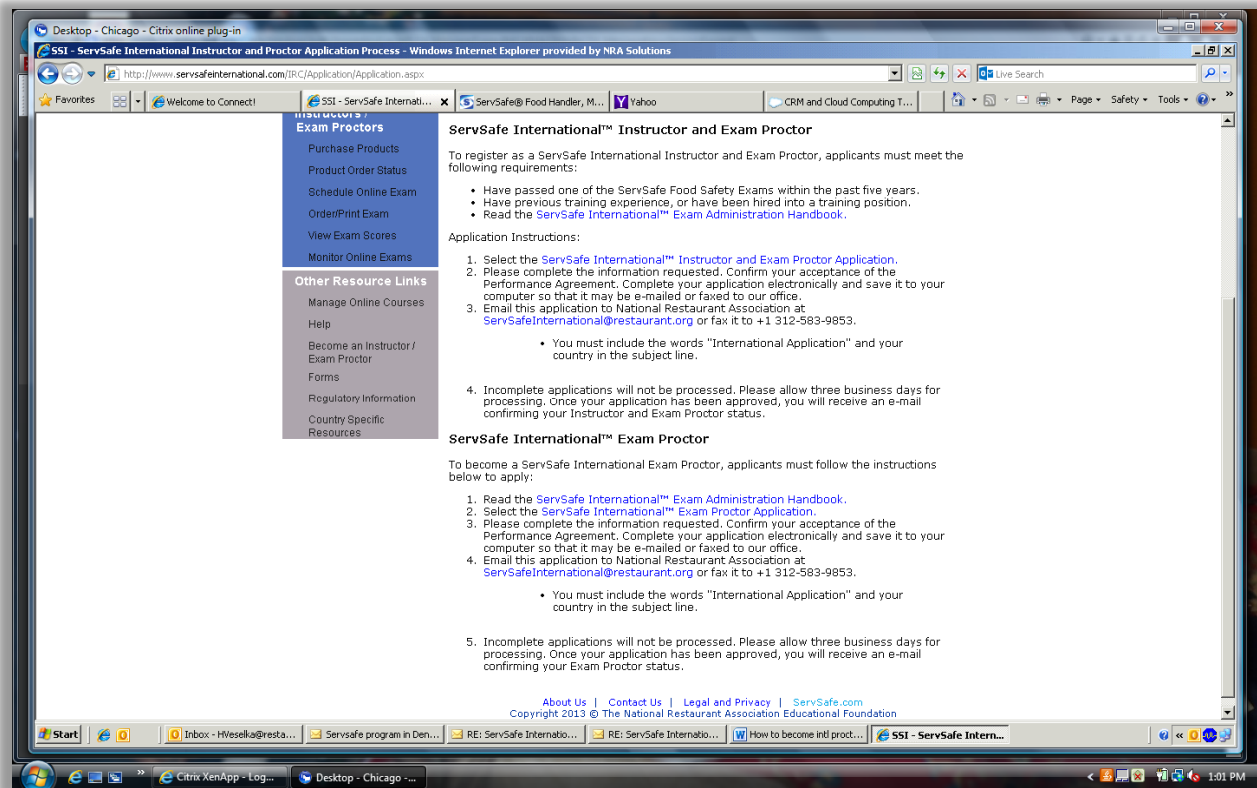 Desktop - Chicago - Citrix online plug-in
SSI - ServSafe International Instructor and Proctor Application Process - Windows Internet Explorer provided by NRA Solutions
http://www.servsafeinternational.com/IRC/Application/Application.aspx
Live Search
Favorites
Welcome to Connect!
SSI - ServSafe Internati...
ServSafe® Food Handler, M...
Yahoo
CRM and Cloud Computing T...
Page
Safety
Tools
Instructors /
Exam Proctors
Purchase Products
Product Order Status
Schedule Online Exam
Order/Print Exam
View Exam Scores
Monitor Online Exams
Other Resource Links
Manage Online Courses
Help
Become an Instructor /
Exam Proctor
Forms
Regulatory Information
Country Specific
Resources
ServSafe International™ Instructor and Exam Proctor
To register as a ServSafe International Instructor and Exam Proctor, applicants must meet the
following requirements:
• Have passed one of the ServSafe Food Safety Exams within the past five years.
• Have previous training experience, or have been hired into a training position.
• Read the ServSafe International™ Exam Administration Handbook.
Application Instructions:
1. Select the ServSafe International™ Instructor and Exam Proctor Application.
2. Please complete the information requested. Confirm your acceptance of the
Performance Agreement. Complete your application electronically and save it to your
computer so that it may be e-mailed or faxed to our office.
3. Email this application to National Restaurant Association at
ServSafeInternational@restaurant.org or fax it to +1 312-583-9853.
• You must include the words "International Application" and your
country in the subject line.
4. Incomplete applications will not be processed. Please allow three business days for
processing. Once your application has been approved, you will receive an e-mail
confirming your Instructor and Exam Proctor status.
ServSafe International™ Exam Proctor
To become a ServSafe International Exam Proctor, applicants must follow the instructions
below to apply:
1. Read the ServSafe International™ Exam Administration Handbook.
2. Select the ServSafe International™ Exam Proctor Application.
3. Please complete the information requested. Confirm your acceptance of the
Performance Agreement. Complete your application electronically and save it to your
computer so that it may be e-mailed or faxed to our office.
4. Email this application to National Restaurant Association at
ServSafeInternational@restaurant.org or fax it to +1 312-583-9853.
• You must include the words "International Application" and your
country in the subject line.
5. Incomplete applications will not be processed. Please allow three business days for
processing. Once your application has been approved, you will receive an e-mail
confirming your Exam Proctor status.
About Us | Contact Us | Legal and Privacy | ServSafe.com
Copyright 2013 © The National Restaurant Association Educational Foundation
Start
Inbox - HVeselka@resta...
Servsafe program in Den...
RE: ServSafe Internatio...
RE: ServSafe Internatio...
How to become intl proct...
SSI - ServSafe Intern...
Citrix XenApp - Log...
Desktop - Chicago -...
1:01 PM